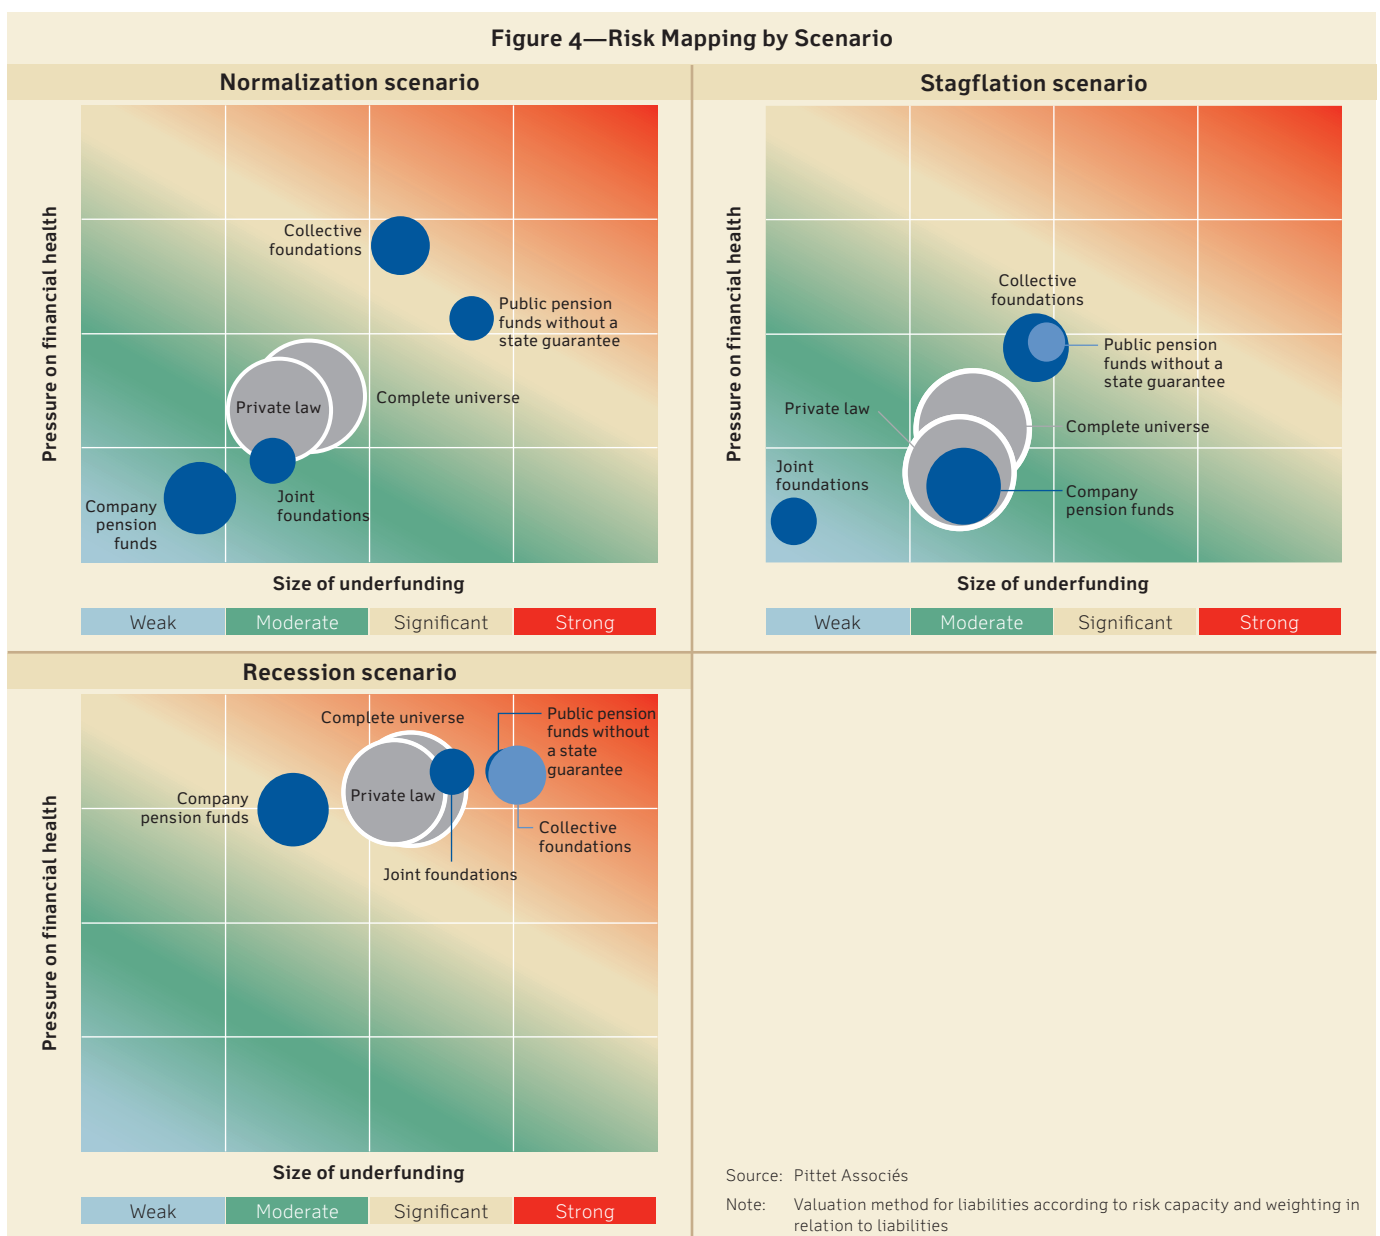 Figure 4—Risk Mapping by Scenario
Normalization scenario
Pressure on financial health
Collective
foundations
Public pension
funds without a
state guarantee
Complete universe
Private law
Joint
foundations
Company
pension
funds
Size of underfunding
Weak
Moderate
Significant
Strong
Stagflation scenario
Pressure on financial health
Collective
foundations
Public pension
funds without a
state guarantee
Private law
Complete universe
Joint
foundations
Company
pension funds
Size of underfunding
Weak
Moderate
Significant
Strong
Recession scenario
Pressure on financial health
Complete universe
Public pension
funds without
a state
guarantee
Company
pension funds
Private law
Collective
foundations
Joint foundations
Size of underfunding
Weak
Moderate
Significant
Strong
Source: Pittet Associés
Note: Valuation method for liabilities according to risk capacity and weighting in
relation to liabilities